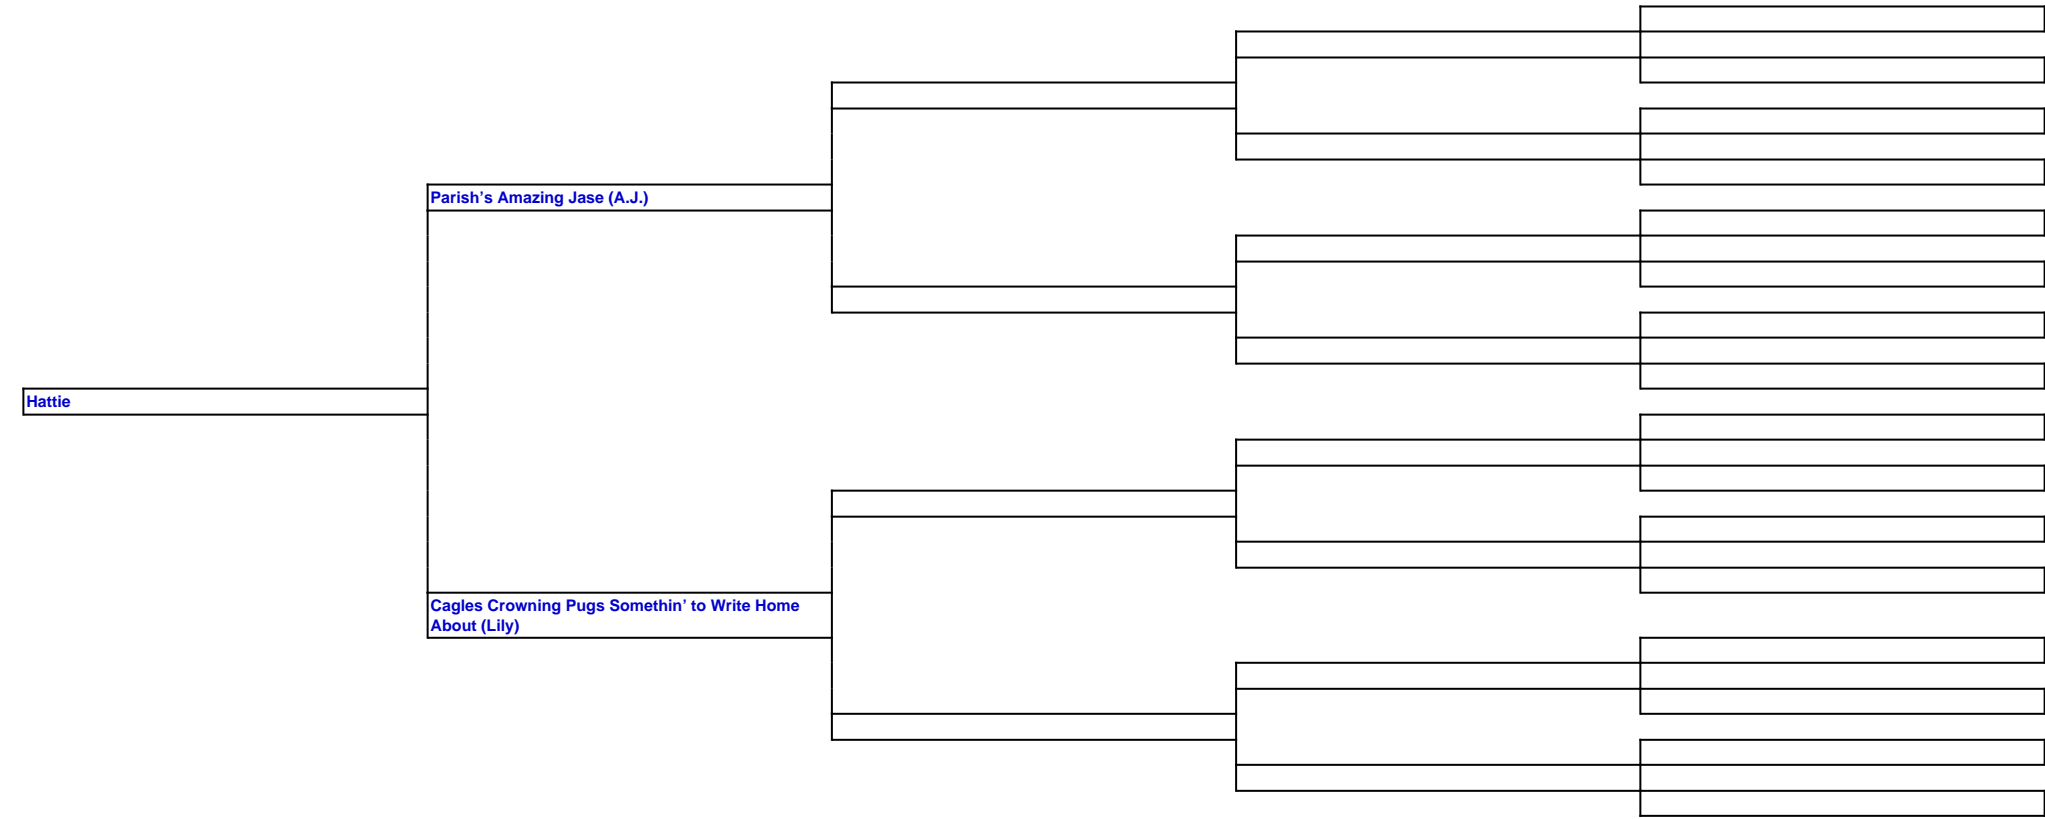 Parish’s Amazing Jase (A.J.)
Hattie
Cagles Crowning Pugs Somethin’ to Write Home
About (Lily)